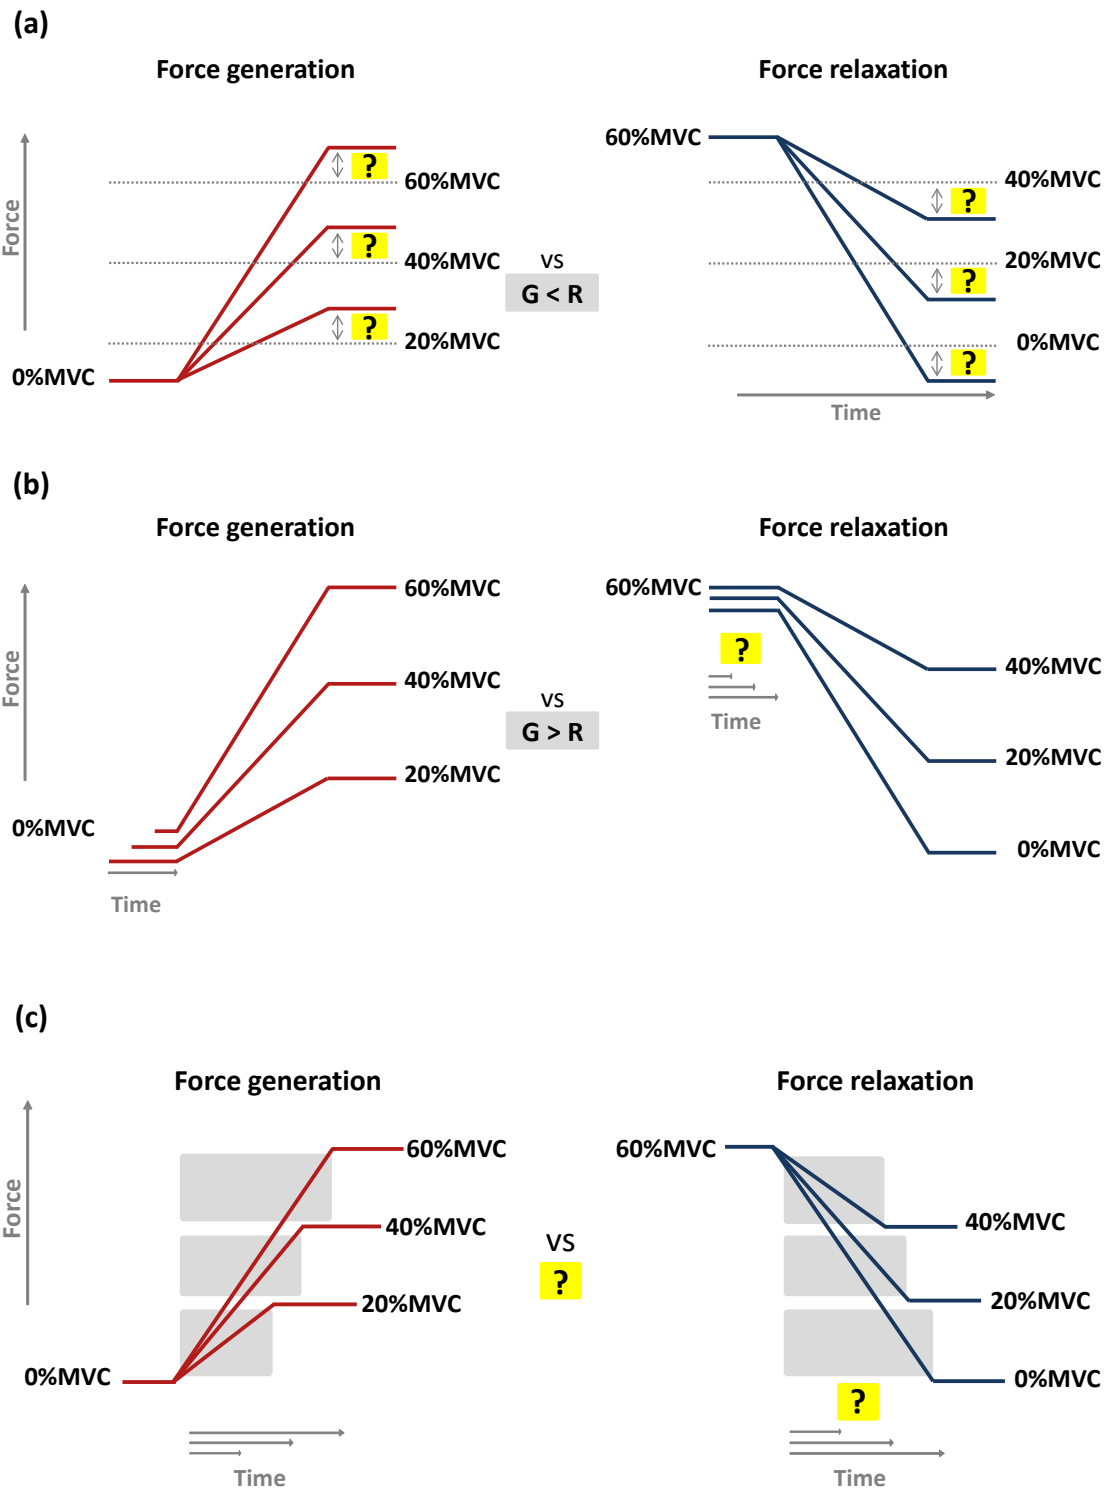 (a)
Force generation
Force relaxation
Force
60%MVC
40%MVC
20%MVC
0%MVC
?
?
?
vs
G < R
60%MVC
40%MVC
20%MVC
0%MVC
?
?
?
Time
(b)
Force generation
Force relaxation
Force
60%MVC
40%MVC
20%MVC
0%MVC
Time
vs
G > R
60%MVC
?
Time
40%MVC
20%MVC
0%MVC
(c)
Force generation
Force relaxation
Force
60%MVC
40%MVC
20%MVC
0%MVC
Time
vs
?
60%MVC
40%MVC
20%MVC
0%MVC
?
Time